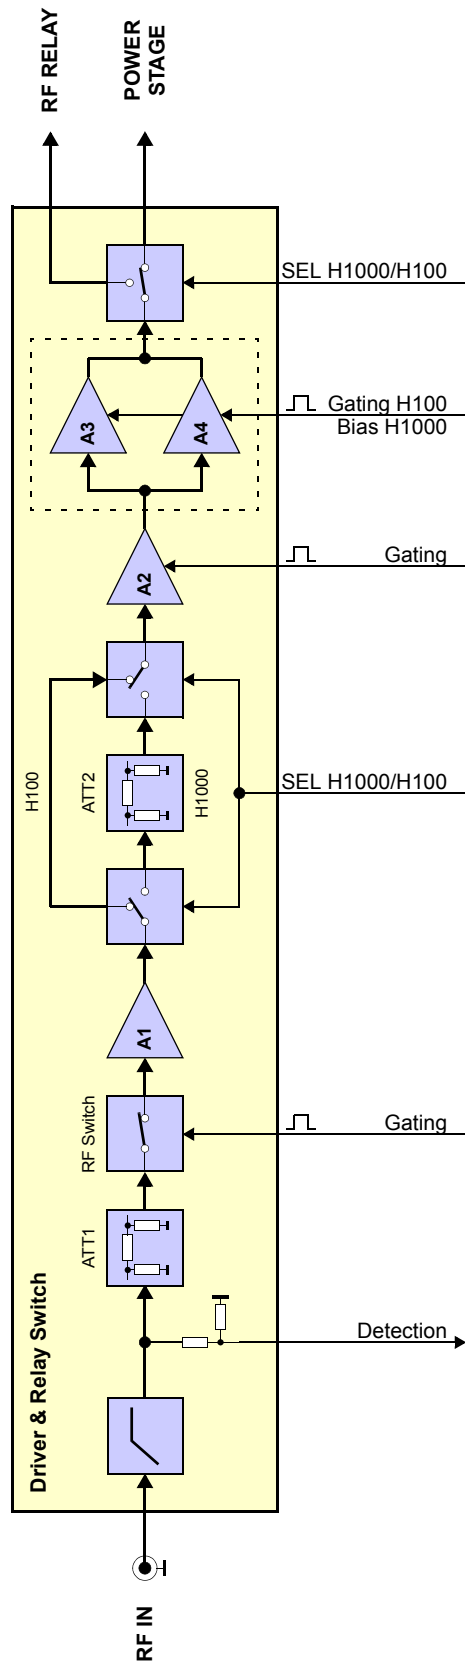 RF RELAY
POWER
STAGE
SEL H1000/H100
A3
A4
Gating H100
Bias H1000
A2
Gating
H100
ATT2
H1000
SEL H1000/H100
A1
RF Switch
Gating
ATT1
Detection
Driver & Relay Switch
RF IN